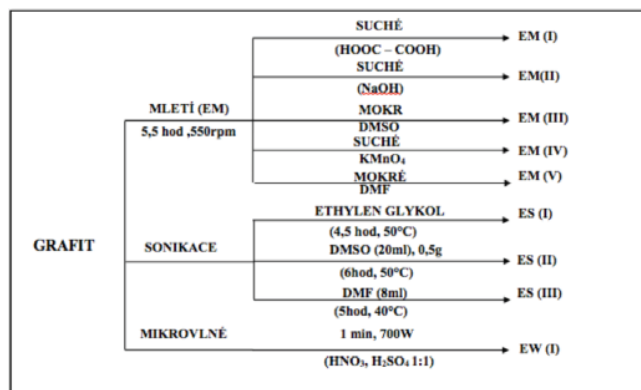 SUCHÉ
EM (I)
(HOOC – COOH)
SUCHÉ
EM(II)
(NaOH)
MLETÍ (EM)
MOKR
EM (III)
5,5 hod ,550rpm
DMSO
SUCHÉ
EM (IV)
KMnO4
MOKRÉ
EM (V)
DMF
ETHYLEN GLYKOL
ES (I)
(4,5 hod, 50°C)
GRAFIT
SONIKACE
DMSO (20ml), 0,5g
ES (II)
(6hod, 50°C)
DMF (8ml)
ES (III)
(5hod, 40°C)
MIKROVLNÉ
1 min, 700W
EW (I)
(HNO3, H2SO4 1:1)